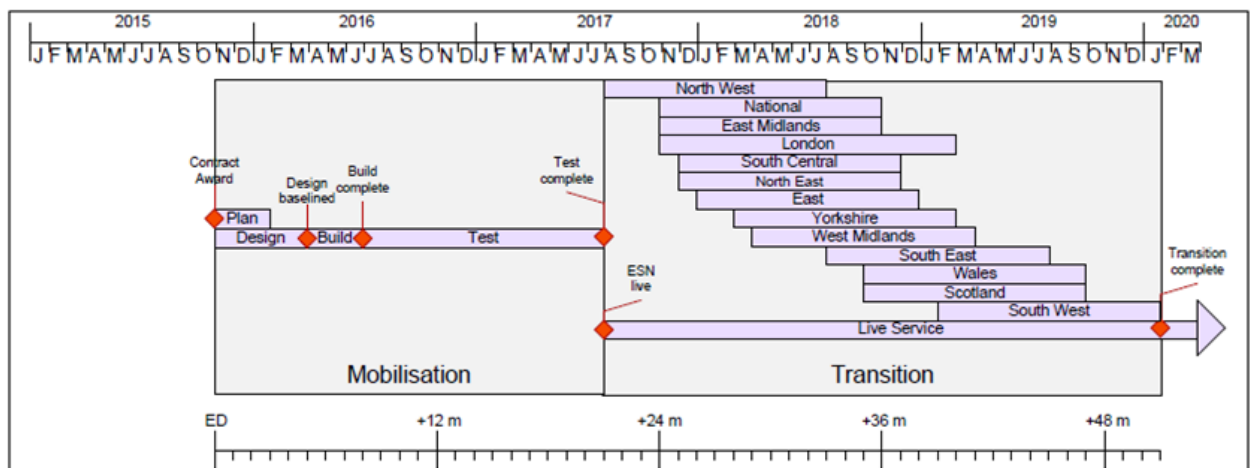 2015 2016 2017 2018 2019 2020
J F M A M J J A S O N D J F M A M J J A S O N D J F M A M J J A S O N D J F M A M J J A S O N D J F M A M J J A S O N D J F M
North West
National
East Midlands
London
Contract
Award
Design
baselined
Build
complete
Test
complete
South Central
North East
East
Plan
Yorkshire
Design Build Test
West Midlands
South East
ESN
live
Wales
Transition
complete
Scotland
South West
Live Service
Mobilisation Transition
ED +12 m +24 m +36 m +48 m